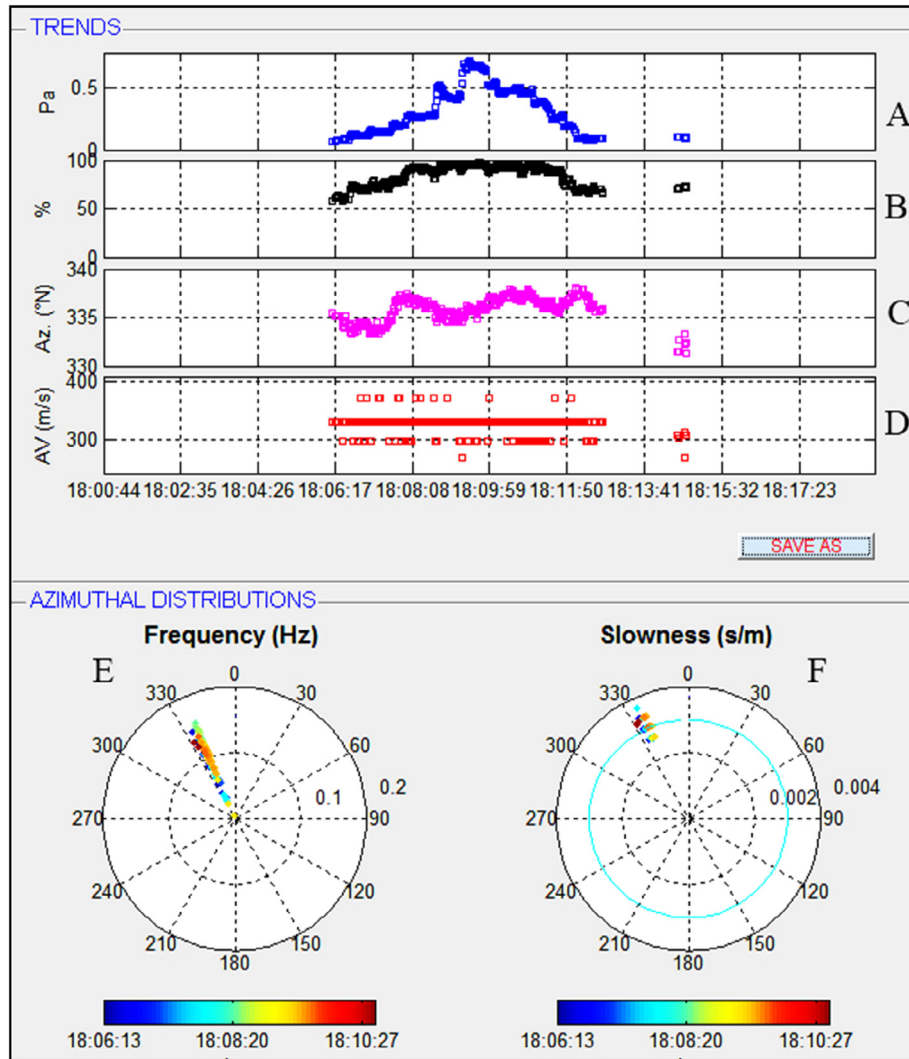 TRENDS
Pa
0.5
0
A
%
100
50
0
B
Az. (°N)
340
335
330
C
AV (m/s)
400
300
D
18:00:44 18:02:35 18:04:26 18:06:17 18:08:08 18:09:59 18:11:50 18:13:41 18:15:32 18:17:23
SAVE AS
AZIMUTHAL DISTRIBUTIONS
Frequency (Hz)
E
0
30
60
90
120
150
180
210
240
270
300
330
0.1
0.2
18:06:13 18:08:20 18:10:27
Slowness (s/m)
F
0
30
60
90
120
150
180
210
240
270
300
330
0.002
0.004
18:06:13 18:08:20 18:10:27